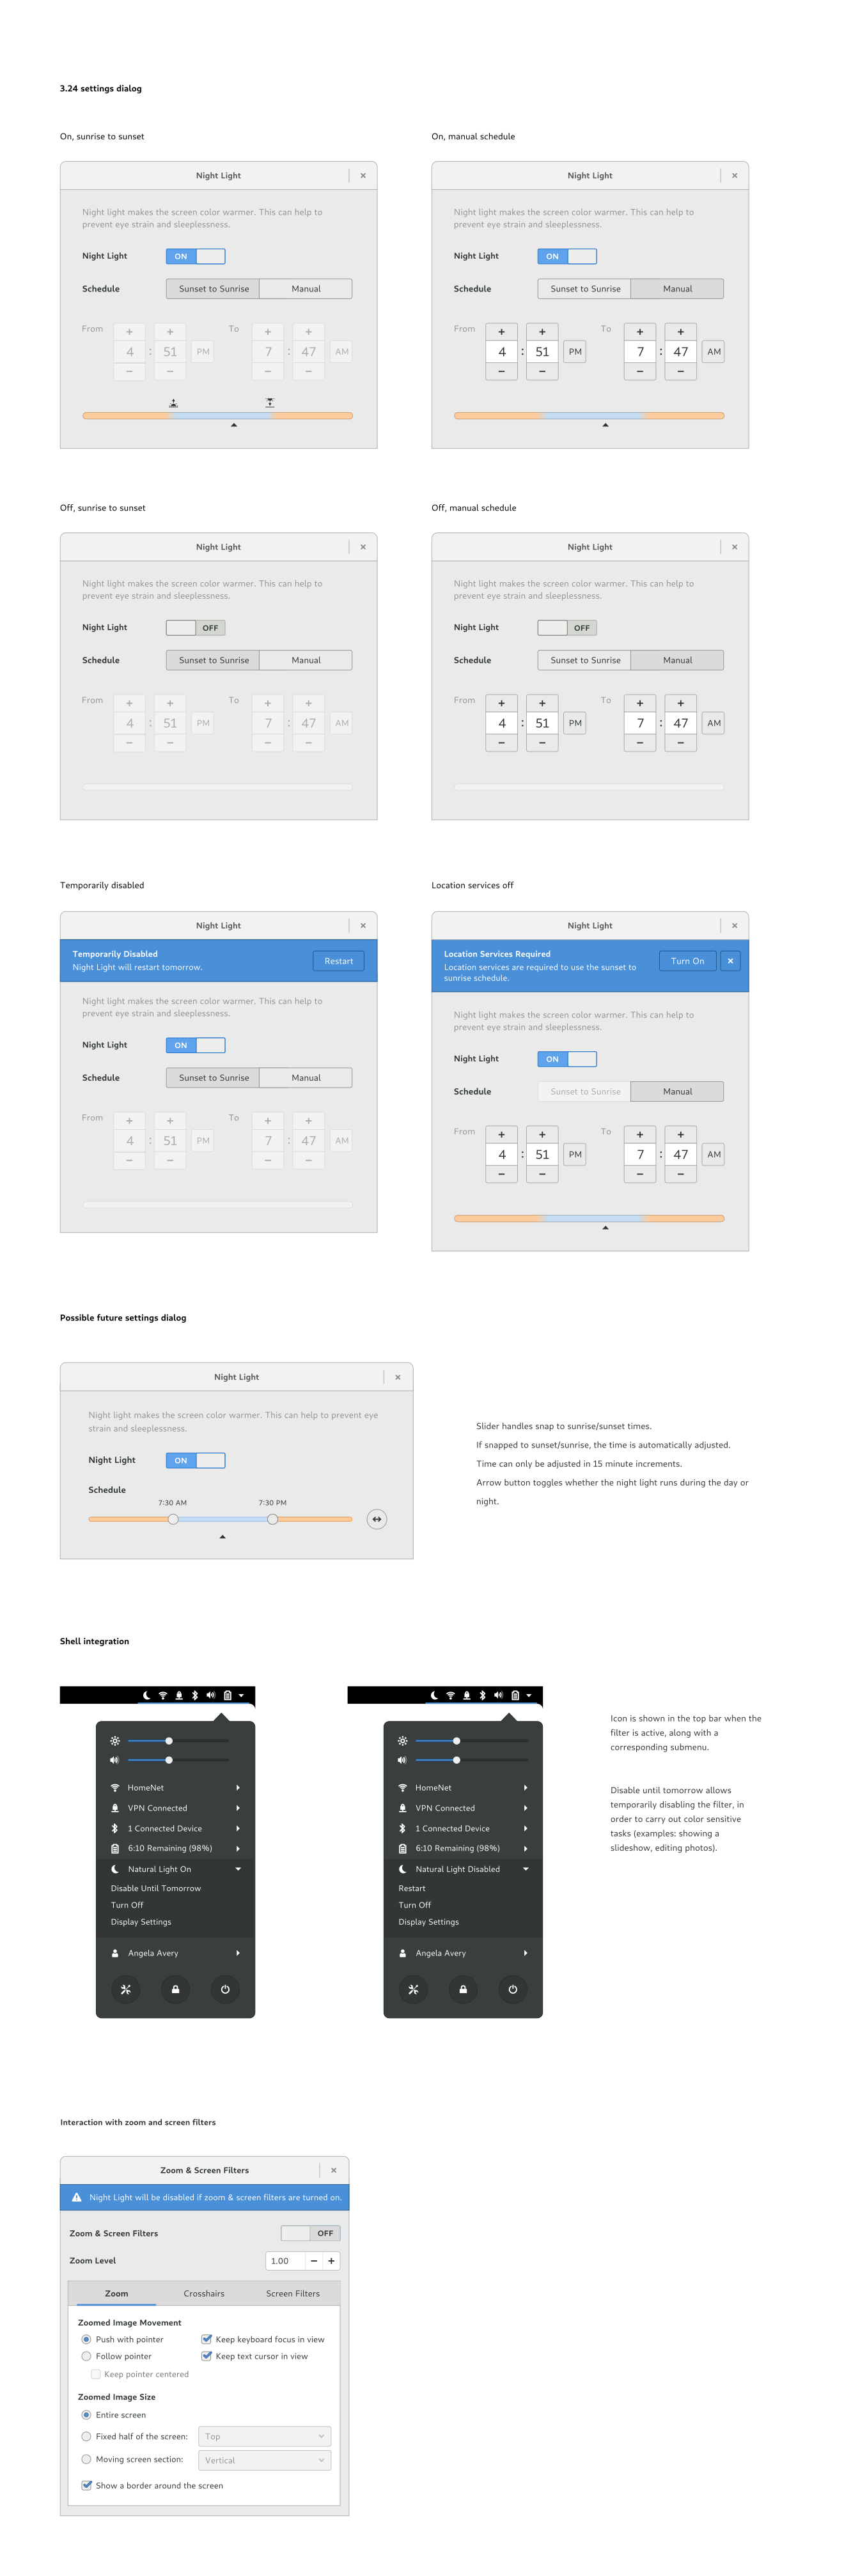 3.24 settings dialog
On, sunrise to sunset
Night Light
Night light makes the screen color warmer. This can help to
prevent eye strain and sleeplessness.
Night Light ON
Schedule Sunset to Sunrise Manual
From + + To + +
4 : 51 PM 7 : 47 AM
− − − −
On, manual schedule
Night Light
Night light makes the screen color warmer. This can help to
prevent eye strain and sleeplessness.
Night Light ON
Schedule Sunset to Sunrise Manual
From + + To + +
4 : 51 PM 7 : 47 AM
− − − −
Off, sunrise to sunset
Night Light
Night light makes the screen color warmer. This can help to
prevent eye strain and sleeplessness.
Night Light OFF
Schedule Sunset to Sunrise Manual
From + + To + +
4 : 51 PM 7 : 47 AM
− − − −
Off, manual schedule
Night Light
Night light makes the screen color warmer. This can help to
prevent eye strain and sleeplessness.
Night Light OFF
Schedule Sunset to Sunrise Manual
From + + To + +
4 : 51 PM 7 : 47 AM
− − − −
Temporarily disabled
Night Light
Temporarily Disabled
Night Light will restart tomorrow.
Restart
Night light makes the screen color warmer. This can help to
prevent eye strain and sleeplessness.
Night Light ON
Schedule Sunset to Sunrise Manual
From + + To + +
4 : 51 PM 7 : 47 AM
− − − −
Location services off
Night Light
Location Services Required
Location services are required to use the sunset to
sunrise schedule.
Turn On
Night light makes the screen color warmer. This can help to
prevent eye strain and sleeplessness.
Night Light ON
Schedule Sunset to Sunrise Manual
From + + To + +
4 : 51 PM 7 : 47 AM
− − − −
Possible future settings dialog
Night Light
Night light makes the screen color warmer. This can help to prevent eye
strain and sleeplessness.
Night Light ON
Schedule
7:30 AM 7:30 PM
Slider handles snap to sunrise/sunset times.
If snapped to sunset/sunrise, the time is automatically adjusted.
Time can only be adjusted in 15 minute increments.
Arrow button toggles whether the night light runs during the day or
night.
Shell integration
HomeNet
VPN Connected
1 Connected Device
6:10 Remaining (98%)
Natural Light On
Disable Until Tomorrow
Turn Off
Display Settings
Angela Avery
HomeNet
VPN Connected
1 Connected Device
6:10 Remaining (98%)
Natural Light Disabled
Restart
Turn Off
Display Settings
Angela Avery
Icon is shown in the top bar when the
filter is active, along with a
corresponding submenu.
Disable until tomorrow allows
temporarily disabling the filter, in
order to carry out color sensitive
tasks (examples: showing a
slideshow, editing photos).
Interaction with zoom and screen filters
Zoom & Screen Filters
Night Light will be disabled if zoom & screen filters are turned on.
Zoom & Screen Filters OFF
Zoom Level 1.00 − +
Zoom Crosshairs Screen Filters
Zoomed Image Movement
Push with pointer Keep keyboard focus in view
Follow pointer Keep text cursor in view
Keep pointer centered
Zoomed Image Size
Entire screen
Fixed half of the screen: Top
Moving screen section: Vertical
Show a border around the screen